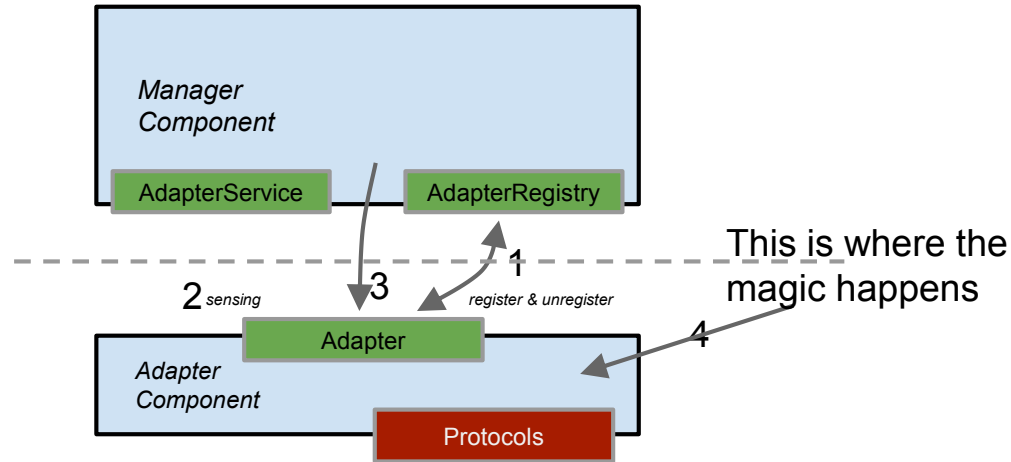 Manager
Component
AdapterService
AdapterRegistry
This is where the
magic happens
1
2 sensing
3
register & unregister
4
Adapter
Adapter
Component
Protocols